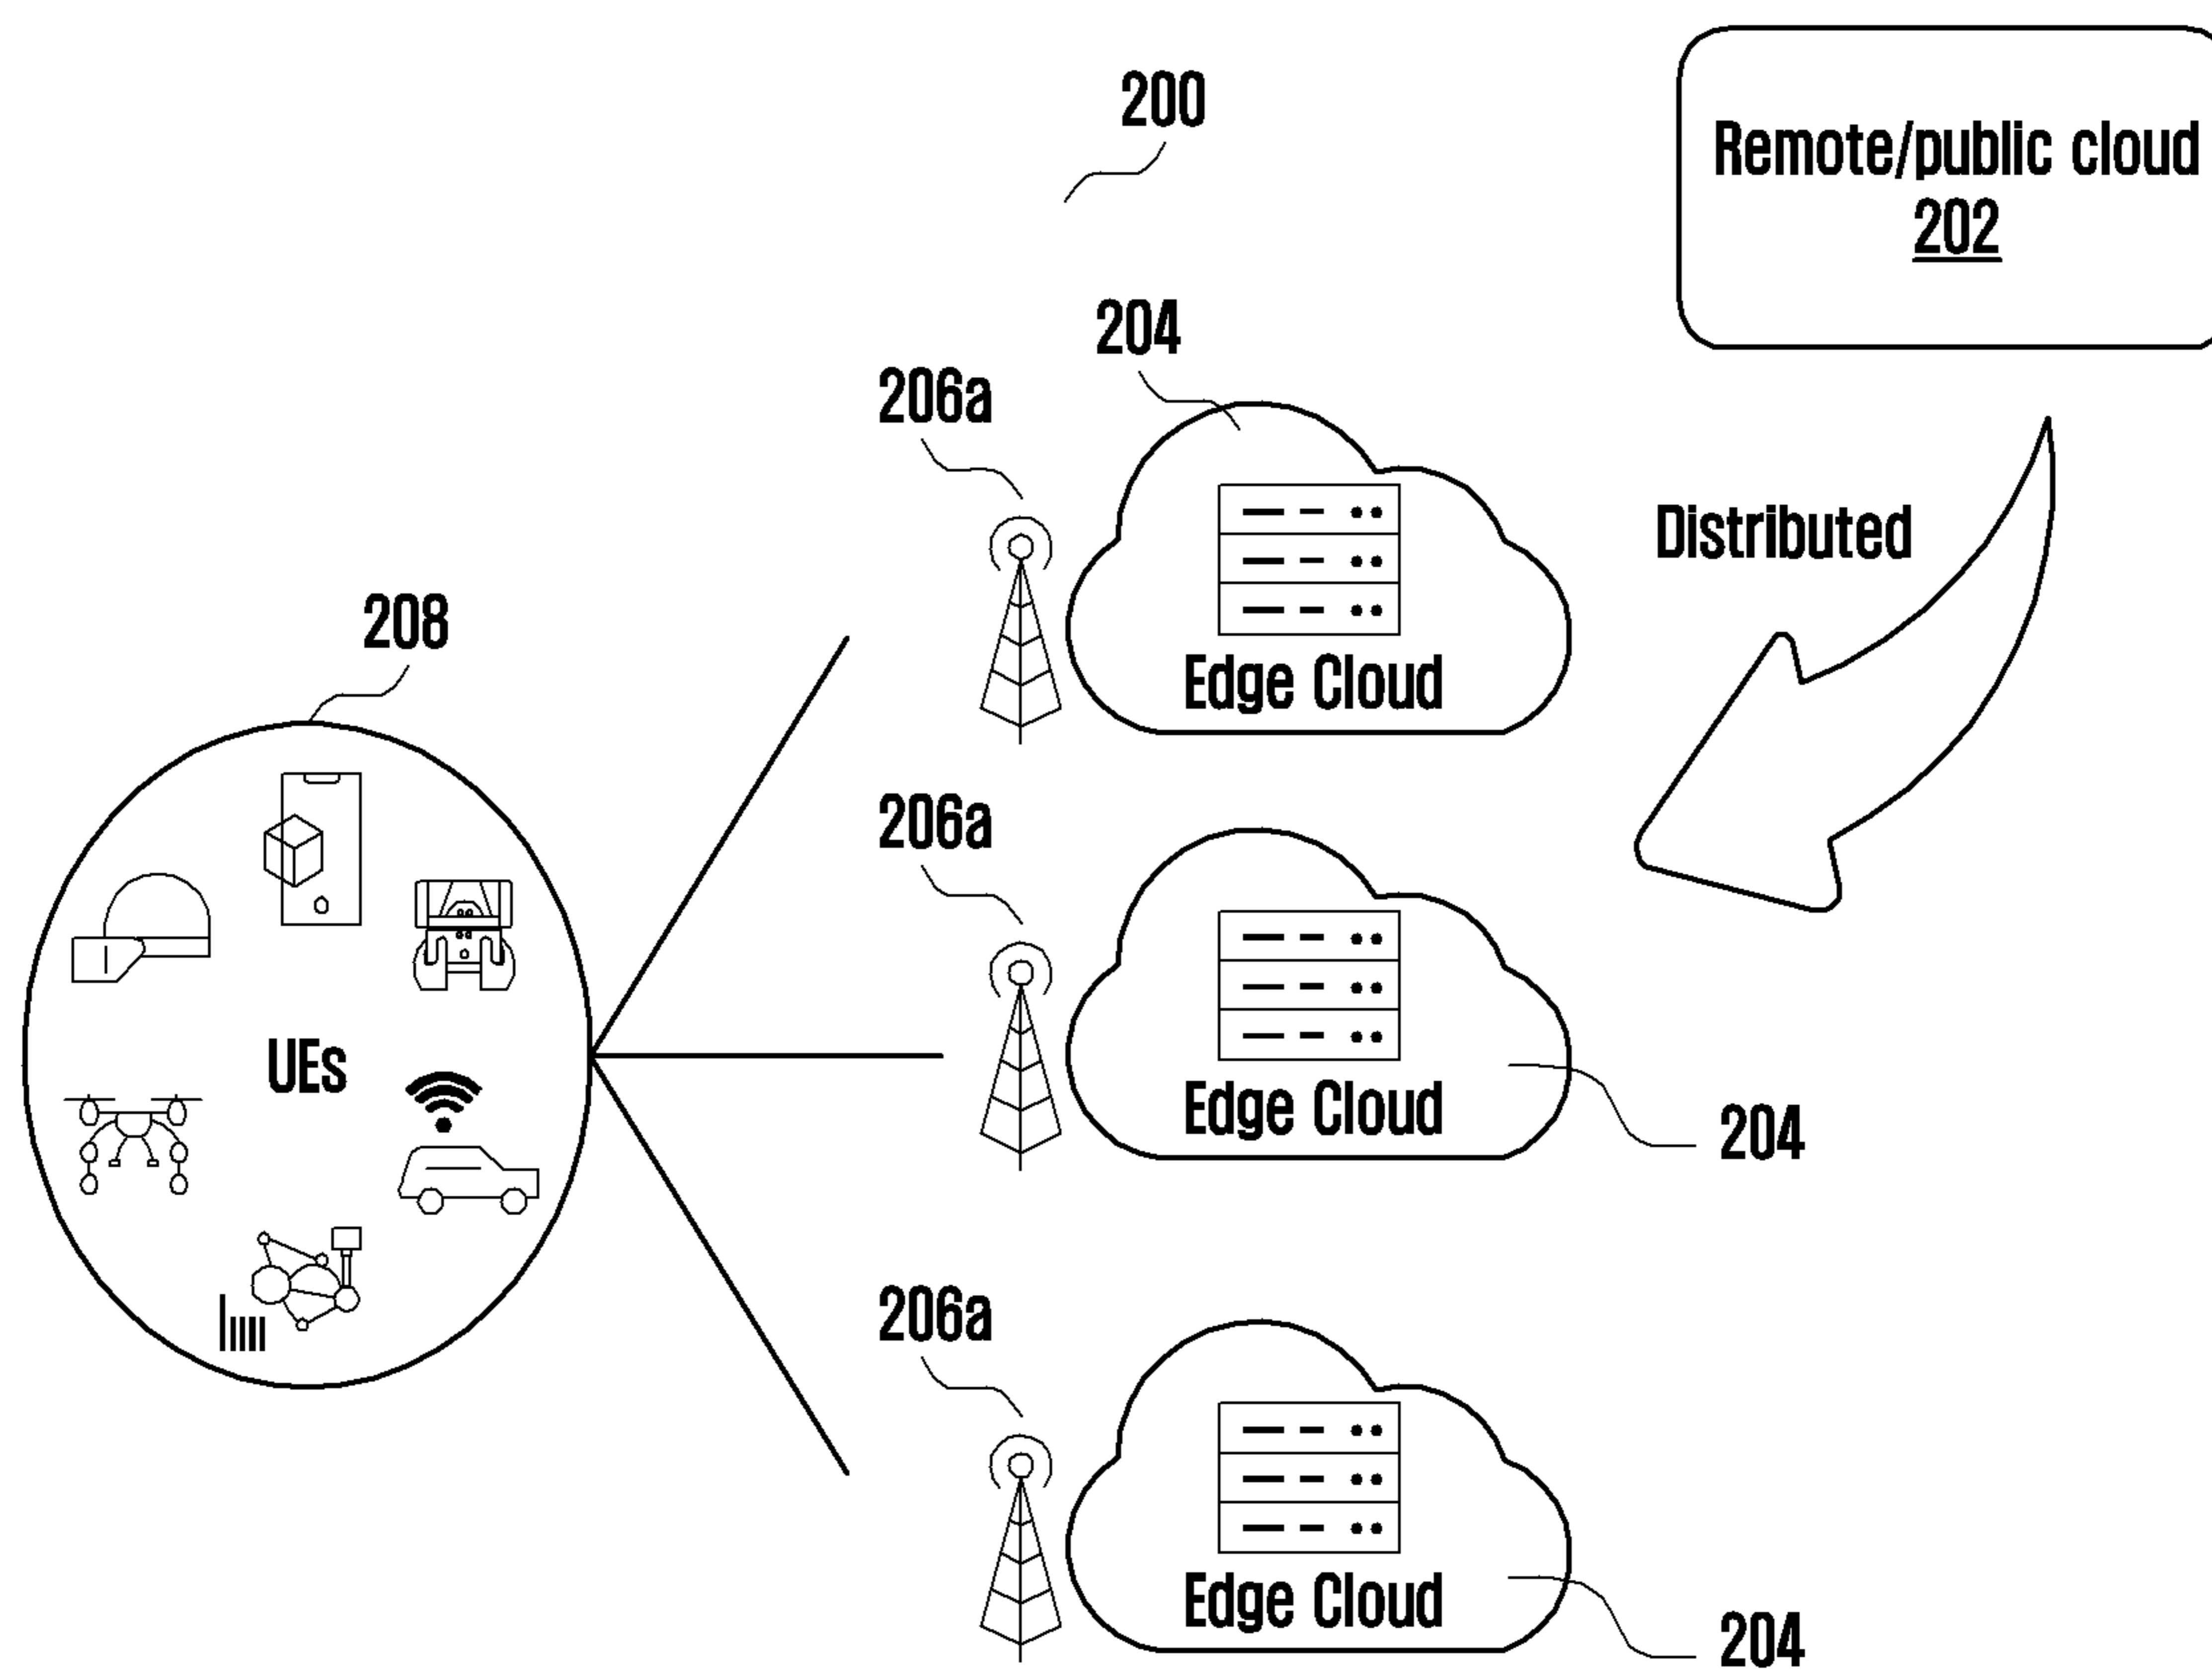 200
Remote/public cloud
202
204
206a
Distributed
Edge Cloud
208
206a
UEs
Edge Cloud
204
206a
Edge Cloud
204